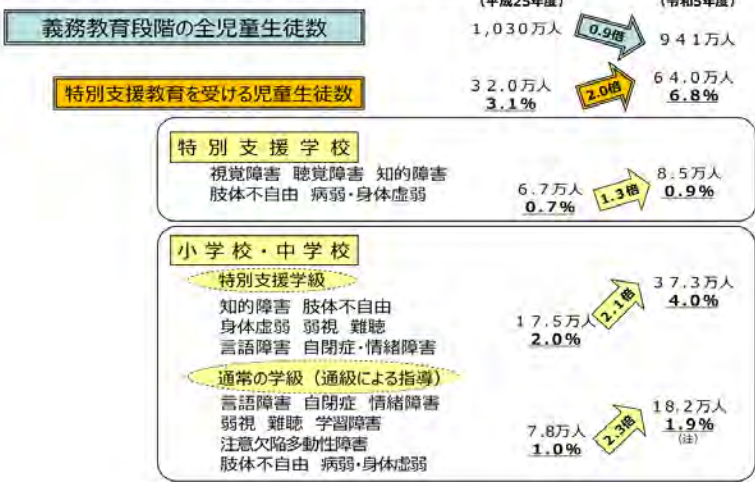 (平成25年度) (令和5年度)
義務教育段階の全児童生徒数 1,030万人 0.9倍 941万人
特別支援教育を受ける児童生徒数 32.0万人 3.1% 2.0倍 64.0万人 6.8%
特別支援学校
視覚障害 聴覚障害 知的障害
肢体不自由 病弱・身体虚弱
6.7万人 0.7% 1.3倍 8.5万人 0.9%
小学校・中学校
特別支援学級
知的障害 肢体不自由
身体虚弱 弱視 難聴
言語障害 自閉症・情緒障害
17.5万人 2.0% 2.1倍 37.3万人 4.0%
通常の学級(通級による指導)
言語障害 自閉症 情緒障害
弱視 難聴 学習障害
注意欠陥多動性障害
肢体不自由 病弱・身体虚弱
7.8万人 1.0% 2.3倍 18.2万人 1.9%
(注)